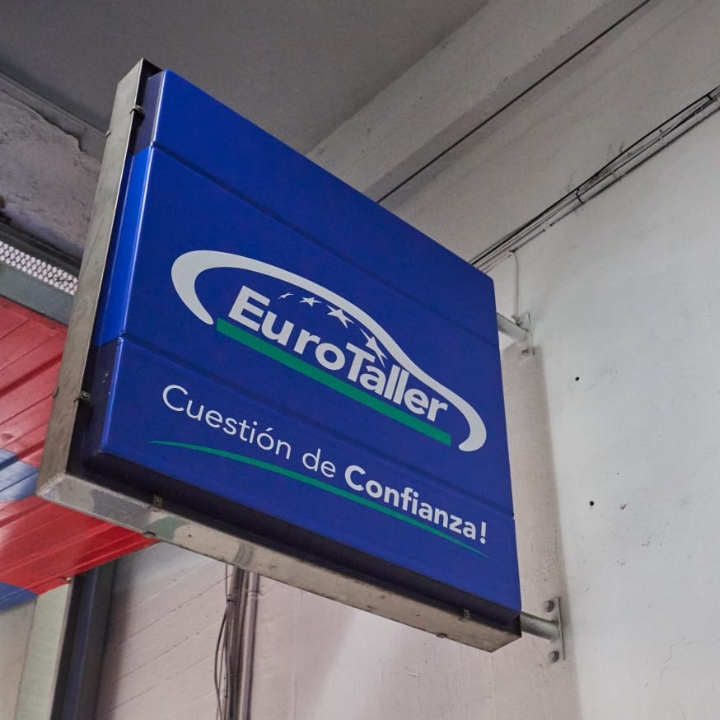 EuroTaller
Cuestión de Confianza!